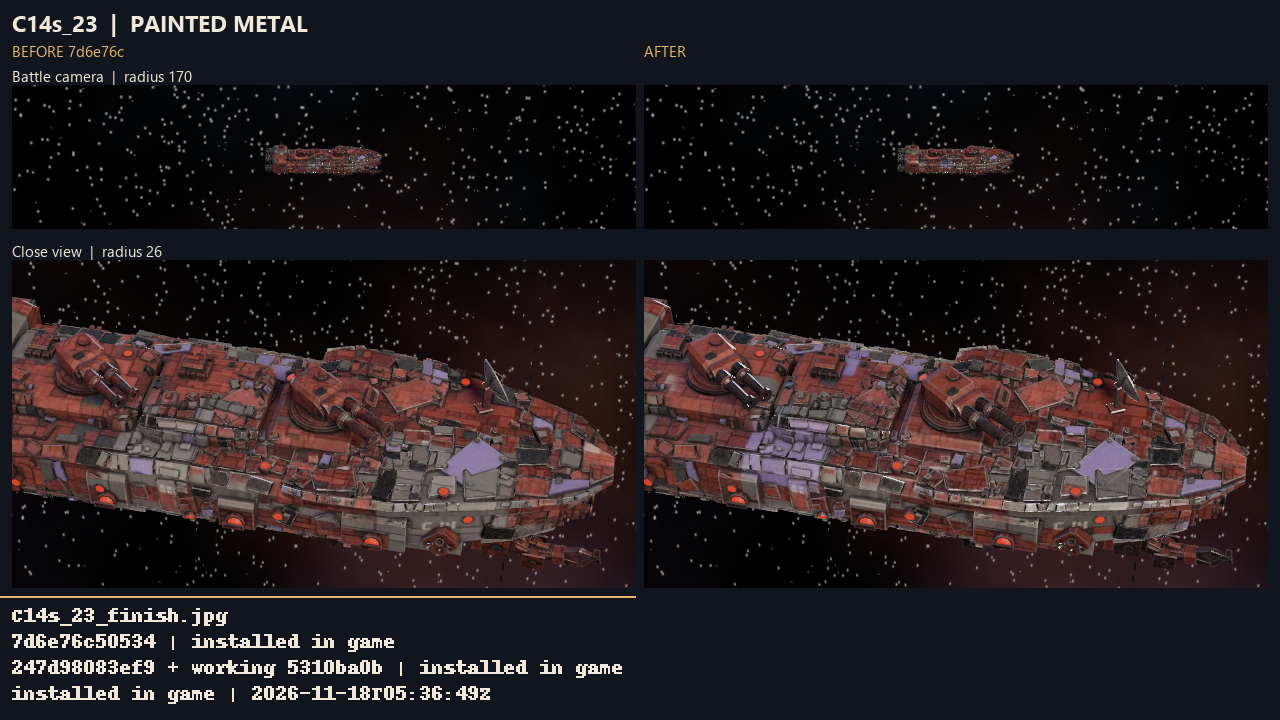 C14s_23 | PAINTED METAL
BEFORE 7d6e76c
AFTER
Battle camera | radius 170
Close view | radius 26
C14s_23_finish.jpg
7d6e76c50534 | installed in game
247d98083ef9 + working 5310ba0b | installed in game
installed in game | 2026-11-18T05:36:49Z